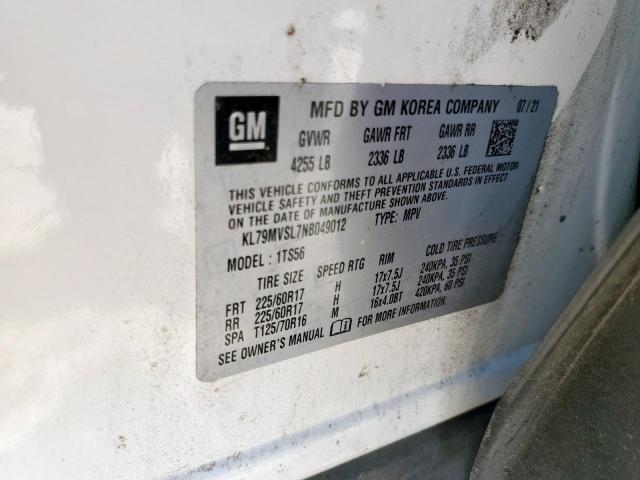 GM
MFD BY GM KOREA COMPANY 07/21
GVWR GAWR FRT GAWR RR
4255 LB 2336 LB 2336 LB
THIS VEHICLE CONFORMS TO ALL APPLICABLE U.S. FEDERAL MOTOR
VEHICLE SAFETY AND THEFT PREVENTION STANDARDS IN EFFECT
ON THE DATE OF MANUFACTURE SHOWN ABOVE.
KL79MVSL7NB049012 TYPE: MPV
MODEL : 1TS56
TIRE SIZE SPEED RTG RIM COLD TIRE PRESSURE
FRT 225/60R17 H 17x7.5J 240KPA, 35 PSI
RR 225/60R17 H 17x7.5J 240KPA, 35 PSI
SPA T125/70R16 M 16x4.0BT 420KPA, 60 PSI
SEE OWNER'S MANUAL FOR MORE INFORMATION.